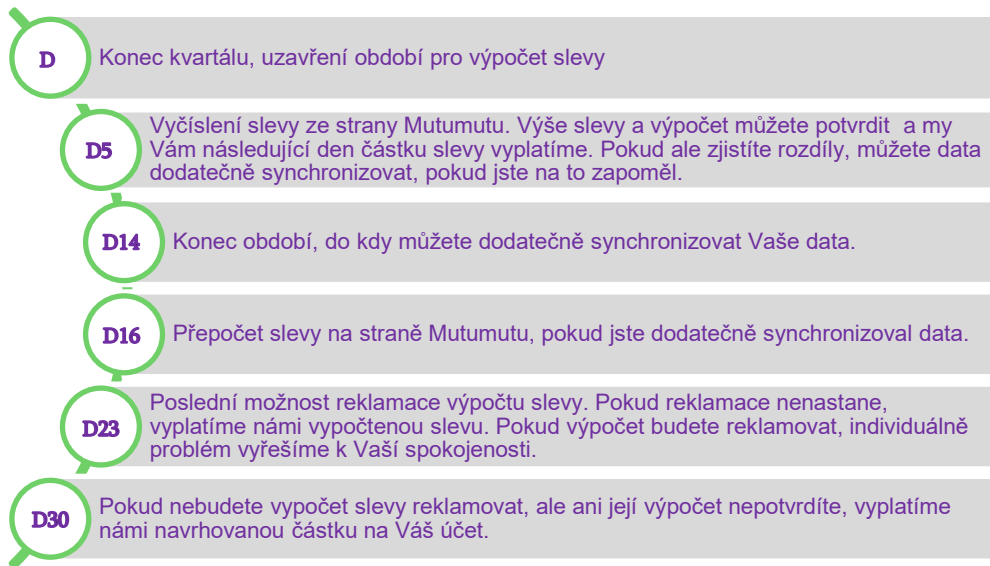 D
Konec kvartálu, uzavření období pro výpočet slevy
D5
Vyčíslení slevy ze strany Mutumutu. Výše slevy a výpočet můžete potvrdit a my
Vám následující den částku slevy vyplatíme. Pokud ale zjistíte rozdíly, můžete data
dodatečně synchronizovat, pokud jste na to zapoměl.
D14
Konec období, do kdy můžete dodatečně synchronizovat Vaše data.
D16
Přepočet slevy na straně Mutumutu, pokud jste dodatečně synchronizoval data.
D23
Poslední možnost reklamace výpočtu slevy. Pokud reklamace nenastane,
vyplatíme námi vypočtenou slevu. Pokud výpočet budete reklamovat, individuálně
problém vyřešíme k Vaší spokojenosti.
D30
Pokud nebudete vypočet slevy reklamovat, ale ani její výpočet nepotvrdíte, vyplatíme
námi navrhovanou částku na Váš účet.